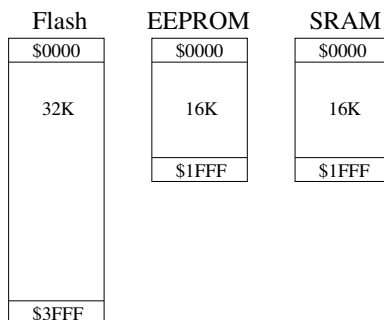 Flash EEPROM SRAM
$0000 $0000 $0000
32K 16K 16K
$1FFF $1FFF
$3FFF